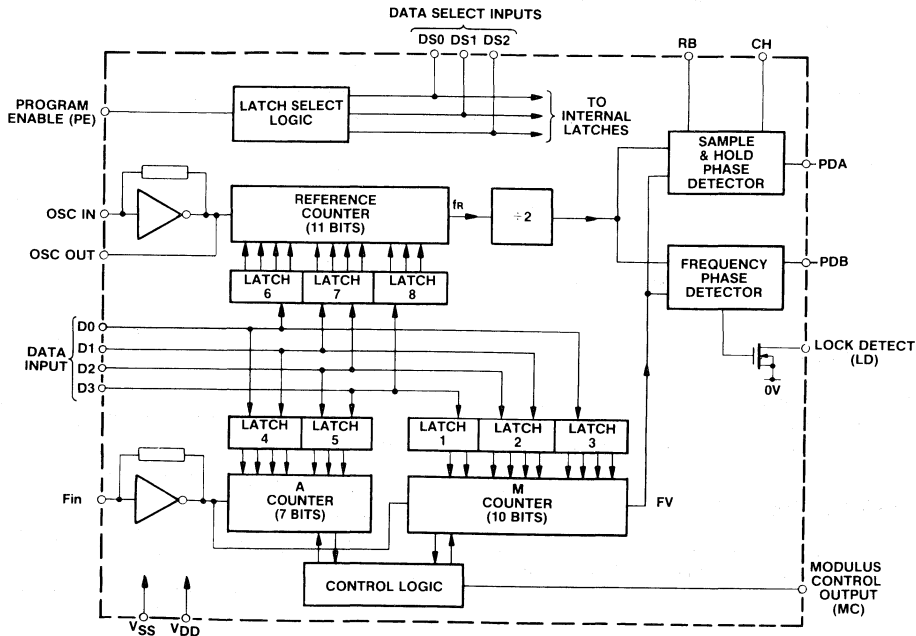 DATA SELECT INPUTS
DS0 DS1 DS2
RB
CH
PROGRAM
ENABLE (PE)
LATCH SELECT
LOGIC
TO
INTERNAL
LATCHES
SAMPLE
& HOLD
PHASE
DETECTOR
PDA
OSC IN
REFERENCE
COUNTER
(11 BITS)
fR
÷2
OSC OUT
LATCH
6
LATCH
7
LATCH
8
FREQUENCY
PHASE
DETECTOR
PDB
DATA
INPUT
D0
D1
D2
D3
LOCK DETECT
(LD)
0V
LATCH
4
LATCH
5
LATCH
1
LATCH
2
LATCH
3
Fin
A
COUNTER
(7 BITS)
M
COUNTER
(10 BITS)
FV
CONTROL LOGIC
MODULUS
CONTROL
OUTPUT
(MC)
VSS
VDD